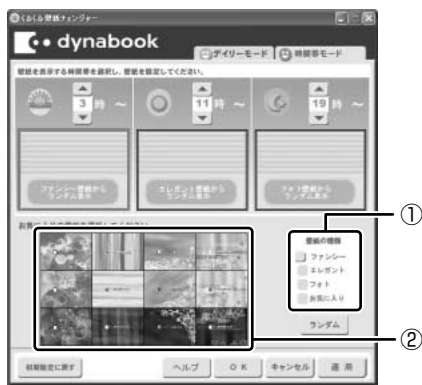 くるくる壁紙チェンジャー
dynabook
デイリーモード
時間帯モード
壁紙を表示する時間帯を選択し、壁紙を設定してください。
3 時 ～
11 時 ～
19 時 ～
ファンシー壁紙から
ランダム表示
エレガント壁紙から
ランダム表示
フォト壁紙から
ランダム表示
お気に入りの壁紙を選択してください
①
壁紙の種類
ファンシー
エレガント
フォト
お気に入り
ランダム
②
初期設定に戻す
ヘルプ
OK
キャンセル
適用